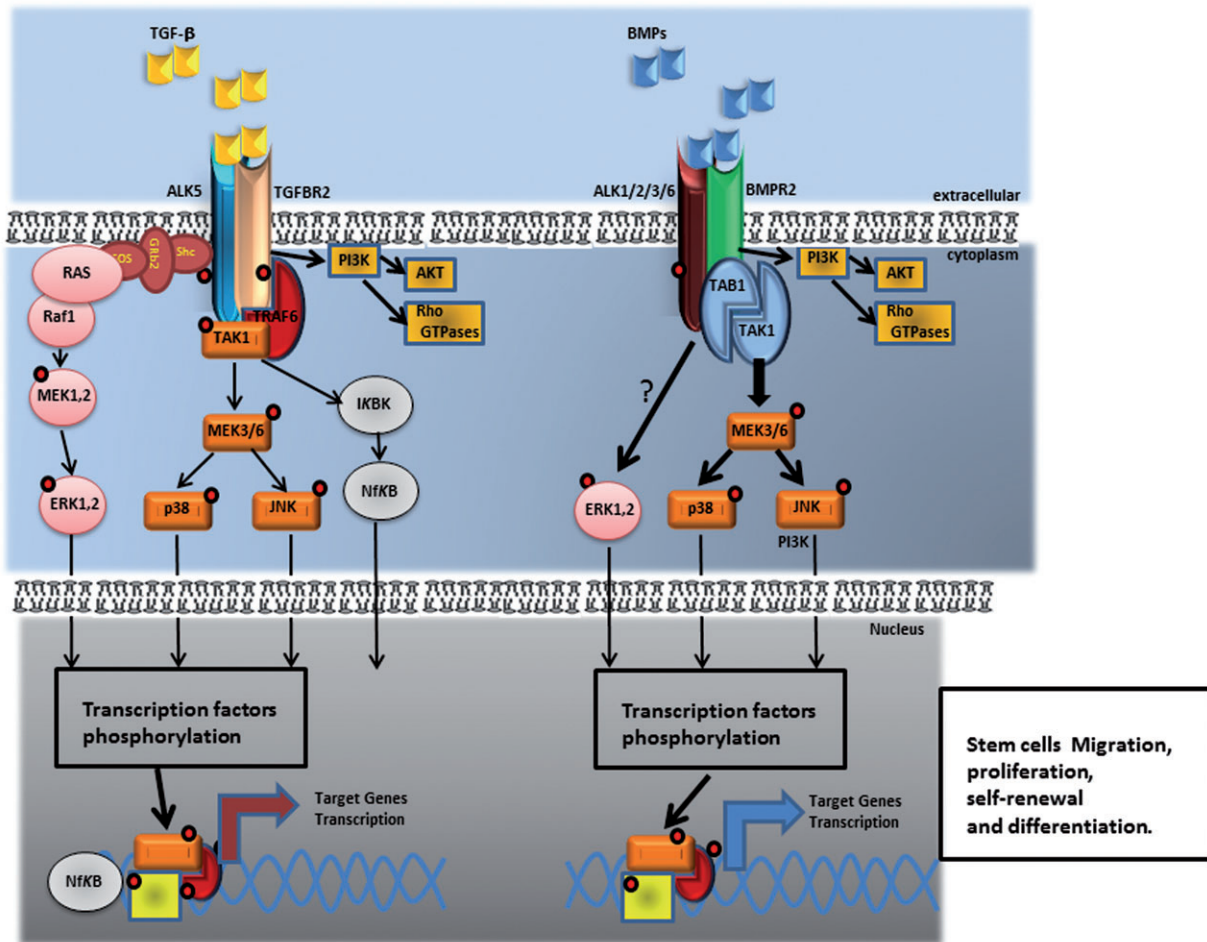 TGF-β
BMPs
ALK5
TGFBR2
ALK1/2/3/6
BMPR2
extracellular
cytoplasm
Shc
GRb2
RAS
Raf1
MEK1,2
ERK1,2
PI3K
AKT
Rho
GTPases
TRAF6
TAK1
MEK3/6
p38
JNK
IKBK
NfKB
TAB1
TAK1
PI3K
AKT
Rho
GTPases
?
MEK3/6
ERK1,2
p38
JNK
PI3K
Nucleus
Transcription factors
phosphorylation
Transcription factors
phosphorylation
Target Genes
Transcription
Target Genes
Transcription
NfKB
Stem cells Migration,
proliferation,
self-renewal
and differentiation.